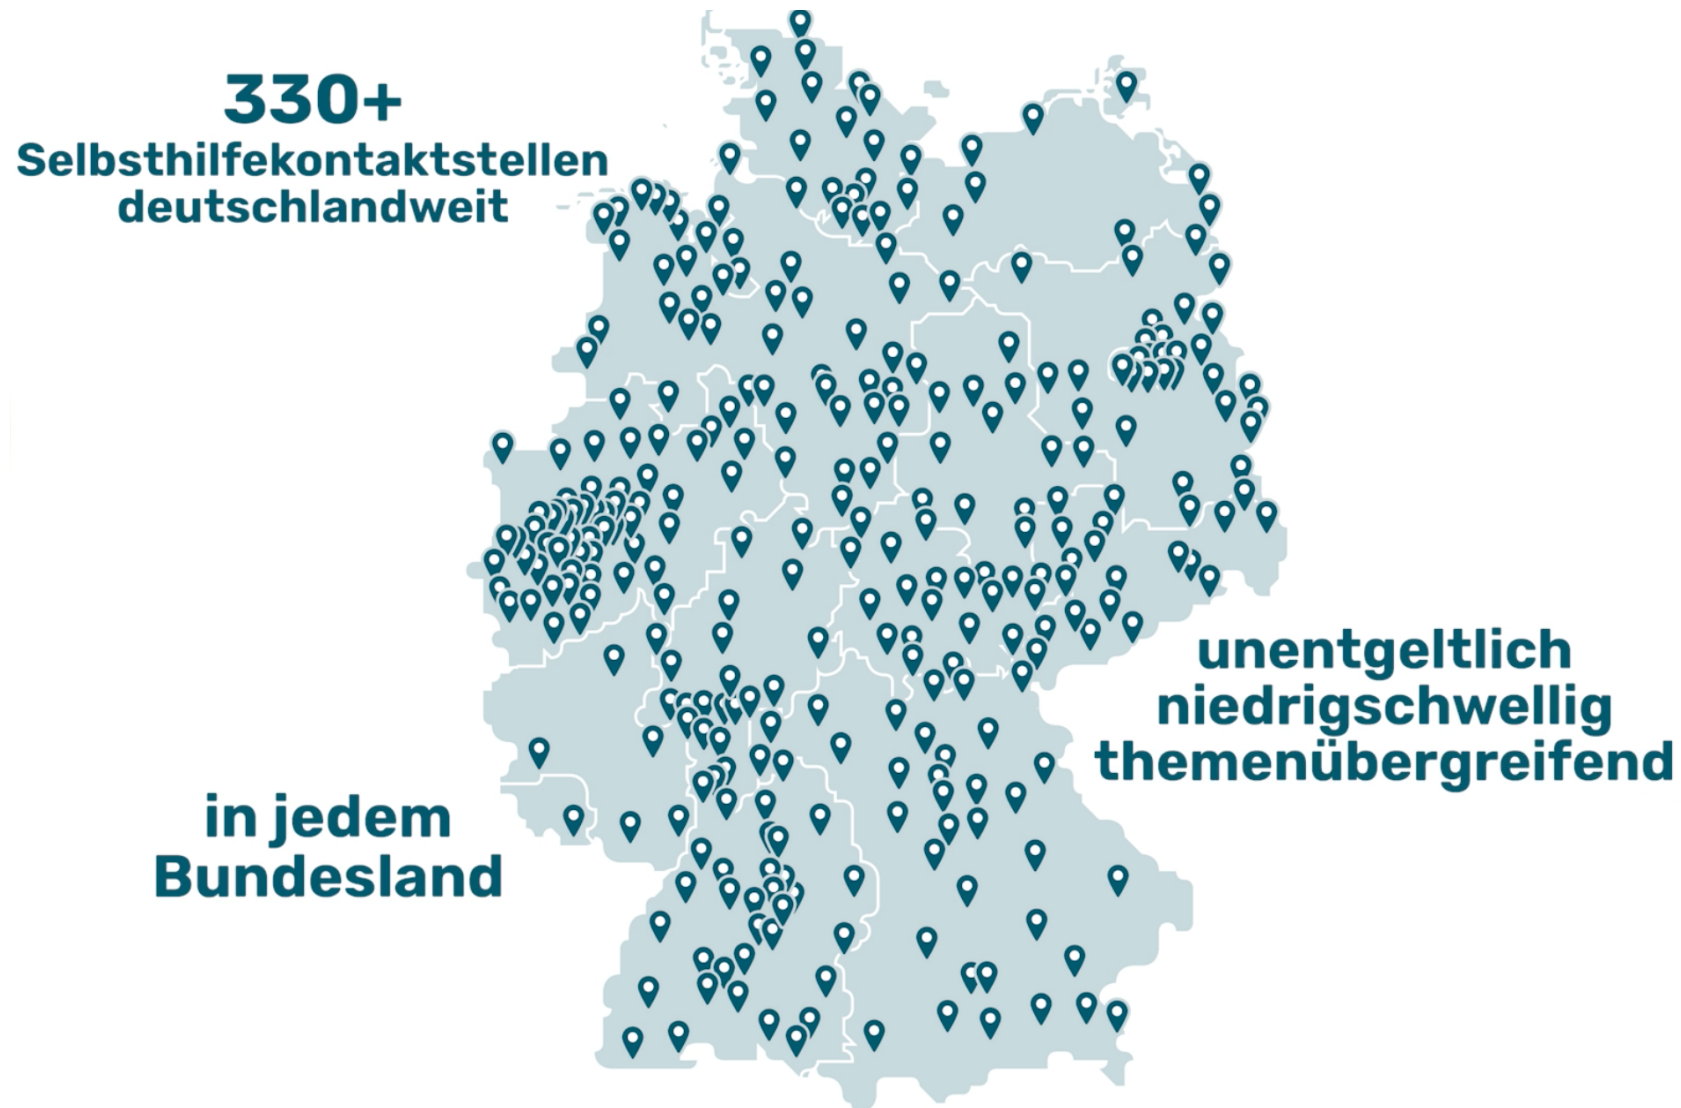 330+
Selbsthilfekontaktstellen
deutschlandweit
unentgeltlich
niedrigschwellig
themenübergreifend
in jedem
Bundesland